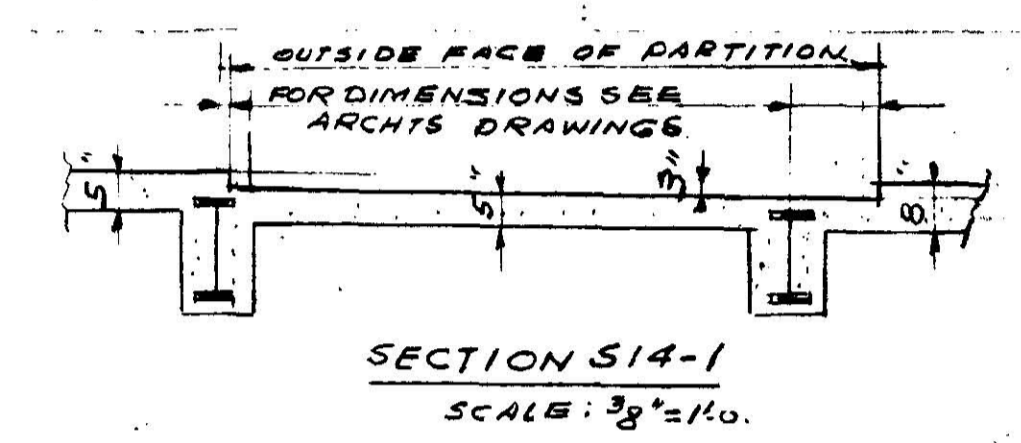 OUTSIDE FACE OF PARTITION
FOR DIMENSIONS SEE
ARCHTS DRAWINGS.
5"
5"
3"
8"
SECTION S14-1
SCALE: 3/8"=1'-0.